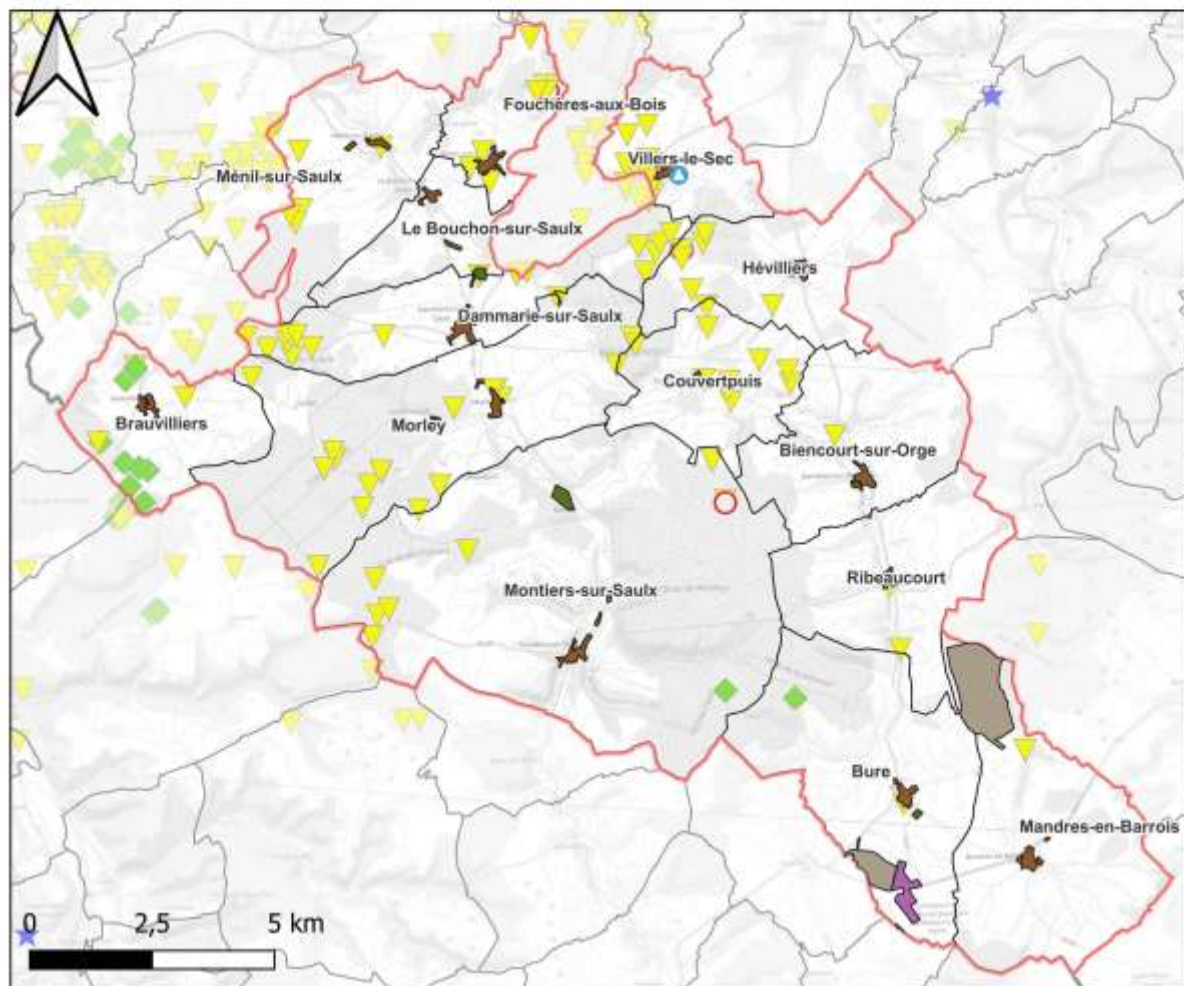 Fouchères-aux-Bois
Villers-le-Sec
Ménil-sur-Saulx
Le Bouchon-sur-Saulx
Hévilliers
Dammarie-sur-Saulx
Couvertpuis
Brauvilliers
Morley
Biencourt-sur-Orge
Ribeaucourt
Montiers-sur-Saulx
Bure
Mandres-en-Barrois
0 2,5 5 km